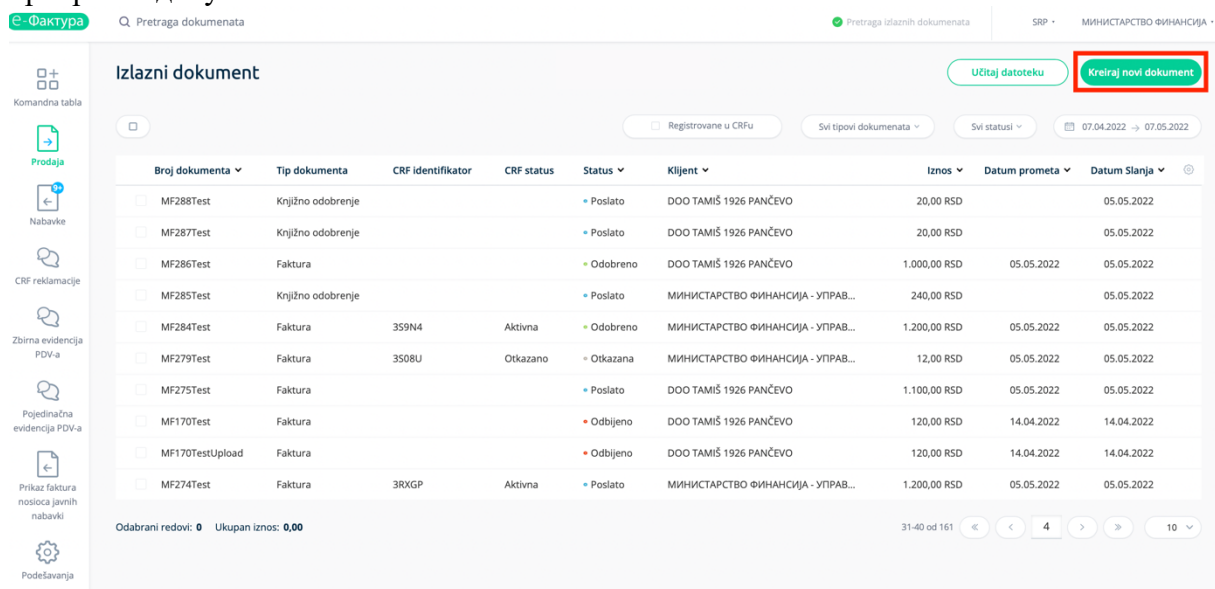 е-Фактура Pretraga dokumenata Pretraga izlaznih dokumenata SRP МИНИСТАРСТВО ФИНАНСИЈА
Komandna tabla
Prodaja
9+
Nabavke
CRF reklamacije
Zbirna evidencija
PDV-a
Pojedinačna
evidencija PDV-a
Prikaz faktura
nosioca javnih
nabavki
Podešavanja
Izlazni dokument Učitaj datoteku Kreiraj novi dokument
Registrovane u CRFu Svi tipovi dokumenata Svi statusi 07.04.2022 → 07.05.2022
Broj dokumenta Tip dokumenta CRF identifikator CRF status Status Klijent Iznos Datum prometa Datum Slanja
MF288Test Knjižno odobrenje Poslato DOO TAMIŠ 1926 PANČEVO 20,00 RSD 05.05.2022
MF287Test Knjižno odobrenje Poslato DOO TAMIŠ 1926 PANČEVO 20,00 RSD 05.05.2022
MF286Test Faktura Odobreno DOO TAMIŠ 1926 PANČEVO 1.000,00 RSD 05.05.2022 05.05.2022
MF285Test Knjižno odobrenje Poslato МИНИСТАРСТВО ФИНАНСИЈА - УПРАВ... 240,00 RSD 05.05.2022
MF284Test Faktura 3S9N4 Aktivna Odobreno МИНИСТАРСТВО ФИНАНСИЈА - УПРАВ... 1.200,00 RSD 05.05.2022 05.05.2022
MF279Test Faktura 3S08U Otkazano Otkazana МИНИСТАРСТВО ФИНАНСИЈА - УПРАВ... 12,00 RSD 05.05.2022 05.05.2022
MF275Test Faktura Poslato DOO TAMIŠ 1926 PANČEVO 1.100,00 RSD 05.05.2022 05.05.2022
MF170Test Faktura Odbijeno DOO TAMIŠ 1926 PANČEVO 120,00 RSD 14.04.2022 14.04.2022
MF170TestUpload Faktura Odbijeno DOO TAMIŠ 1926 PANČEVO 120,00 RSD 14.04.2022 14.04.2022
MF274Test Faktura 3RXGP Aktivna Poslato МИНИСТАРСТВО ФИНАНСИЈА - УПРАВ... 1.200,00 RSD 05.05.2022 05.05.2022
Odabrani redovi: 0 Ukupan iznos: 0,00 31-40 od 161 « < 4 > » 10